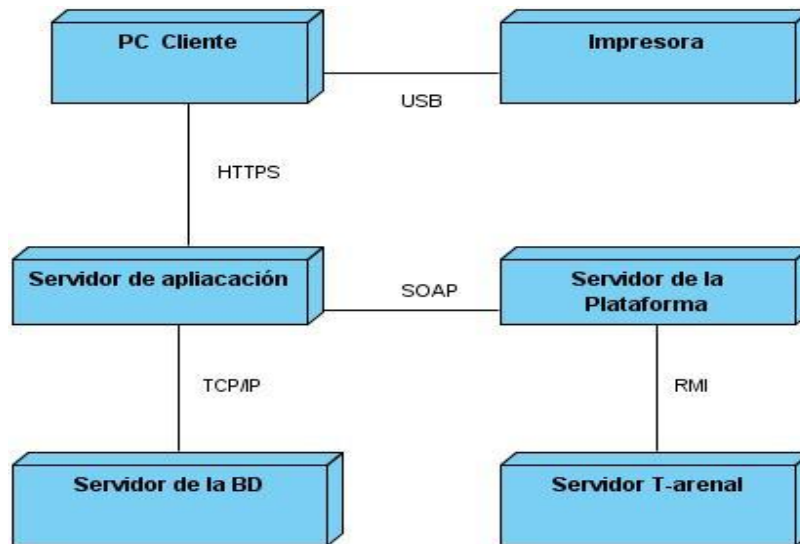 PC Cliente
Impresora
USB
HTTPS
Servidor de apliacación
SOAP
Servidor de la
Plataforma
TCP/IP
RMI
Servidor de la BD
Servidor T-arenal